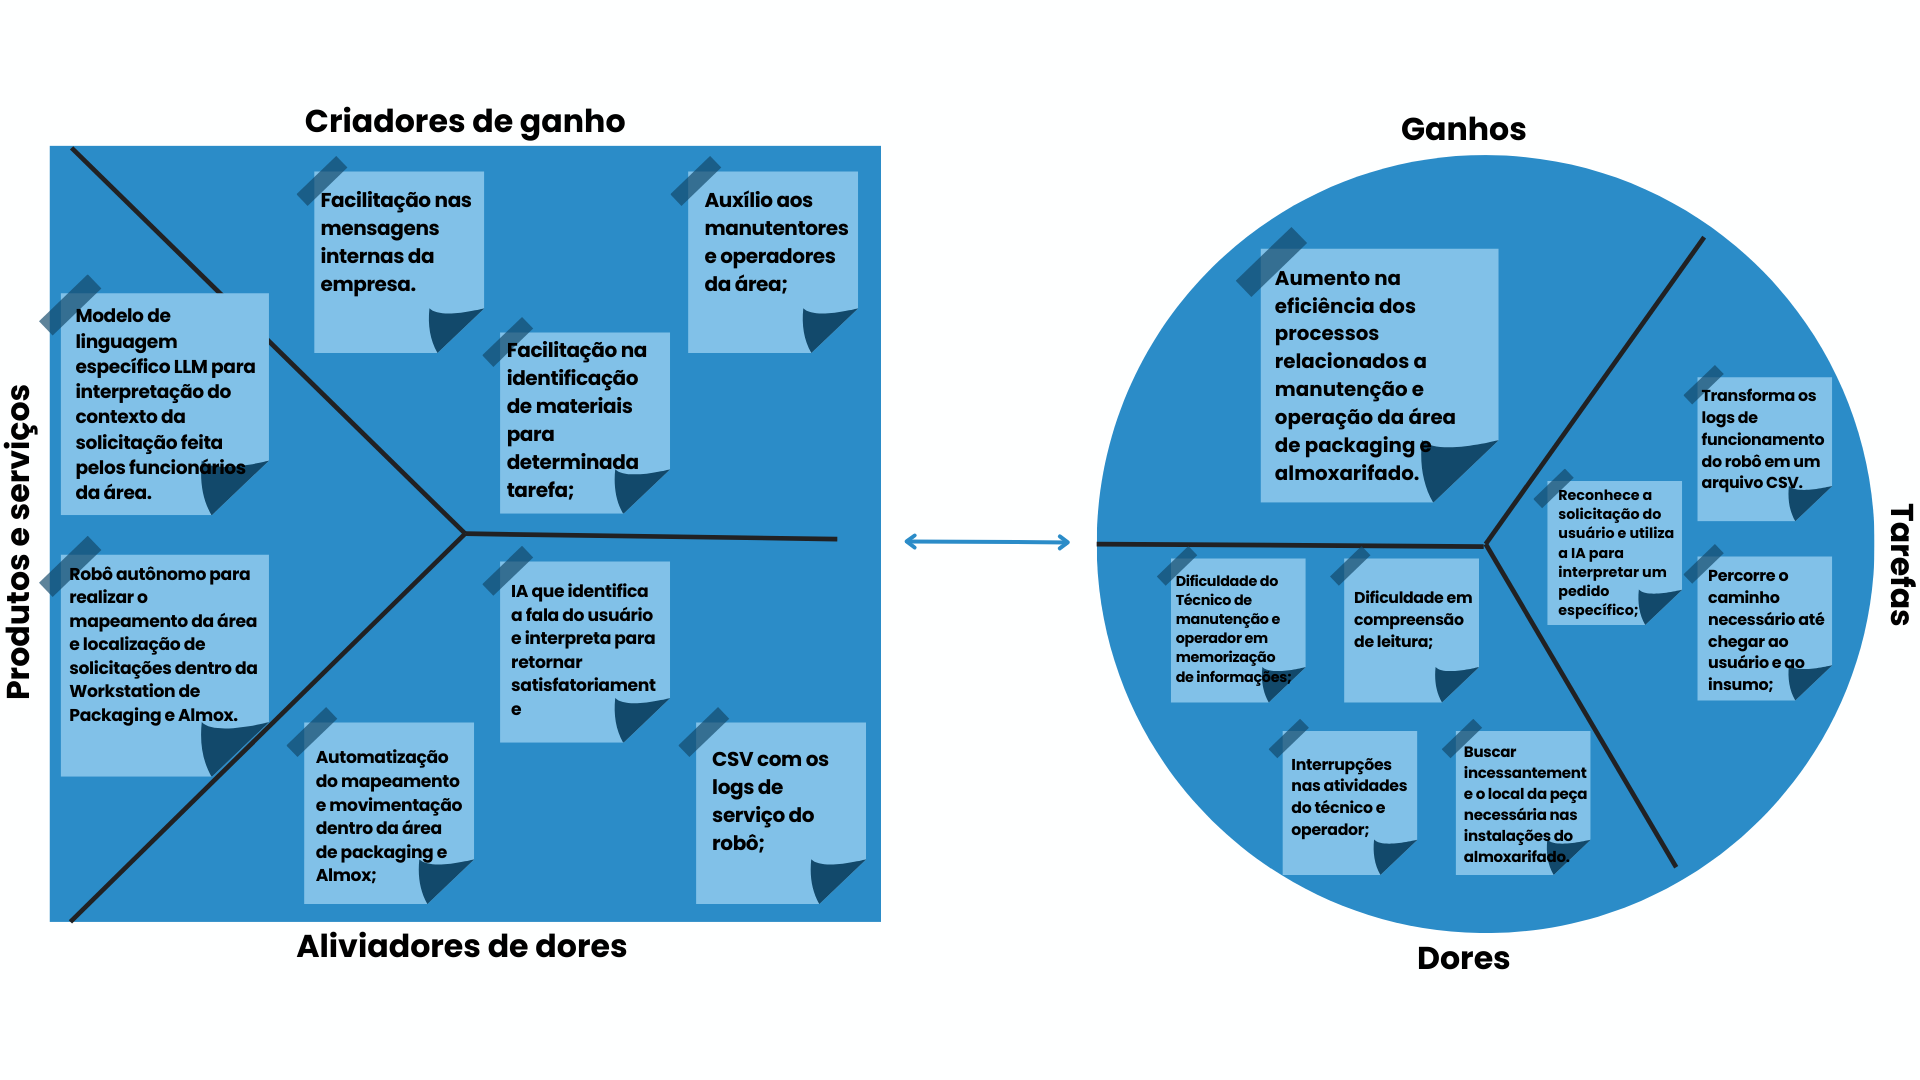 Criadores de ganho
Facilitação nas
mensagens
internas da
empresa.
Auxílio aos
manutentores
e operadores
da área;
Facilitação na
identificação
de materiais
para
determinada
tarefa;
Produtos e serviços
Modelo de
linguagem
específico LLM para
interpretação do
contexto da
solicitação feita
pelos funcionários
da área.
Robô autônomo para
realizar o
mapeamento da área
e localização de
solicitações dentro da
Workstation de
Packaging e Almox.
IA que identifica
a fala do usuário
e interpreta para
retornar
satisfatoriament
e
Automatização
do mapeamento
e movimentação
dentro da área
de packaging e
Almox;
CSV com os
logs de
serviço do
robô;
Aliviadores de dores
Ganhos
Aumento na
eficiência dos
processos
relacionados a
manutenção e
operação da área
de packaging e
almoxarifado.
Tarefas
Transforma os
logs de
funcionamento
do robô em um
arquivo CSV.
Reconhece a
solicitação do
usuário e utiliza
a IA para
interpretar um
pedido
específico;
Percorre o
caminho
necessário até
chegar ao
usuário e ao
insumo;
Dificuldade do
Técnico de
manutenção e
operador em
memorização
de informações;
Dificuldade em
compreensão
de leitura;
Interrupções
nas atividades
do técnico e
operador;
Buscar
incessantement
e o local da peça
necessária nas
instalações do
almoxarifado.
Dores